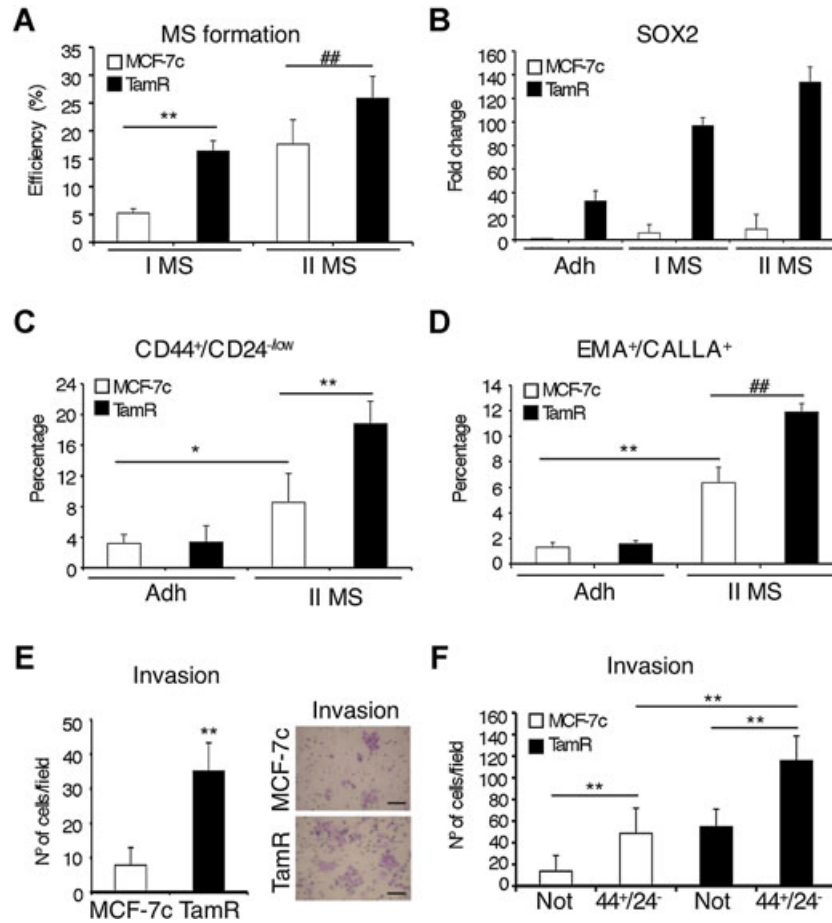 A
MS formation
MCF-7c
TamR
**
##
Efficiency (%)
35
30
25
20
15
10
5
0
I MS
II MS
B
SOX2
MCF-7c
TamR
Fold change
160
140
120
100
80
60
40
20
0
Adh
I MS
II MS
C
CD44+/CD24-/low
MCF-7c
TamR
**
*
Percentage
24
20
16
12
8
4
0
Adh
II MS
D
EMA+/CALLA+
MCF-7c
TamR
##
**
Percentage
14
12
10
8
6
4
2
0
Adh
II MS
E
Invasion
**
Nº of cells/field
50
40
30
20
10
0
MCF-7c TamR
Invasion
MCF-7c
TamR
F
Invasion
MCF-7c
TamR
**
**
**
Nº of cells/field
160
140
120
100
80
60
40
20
0
Not 44+/24- Not 44+/24-